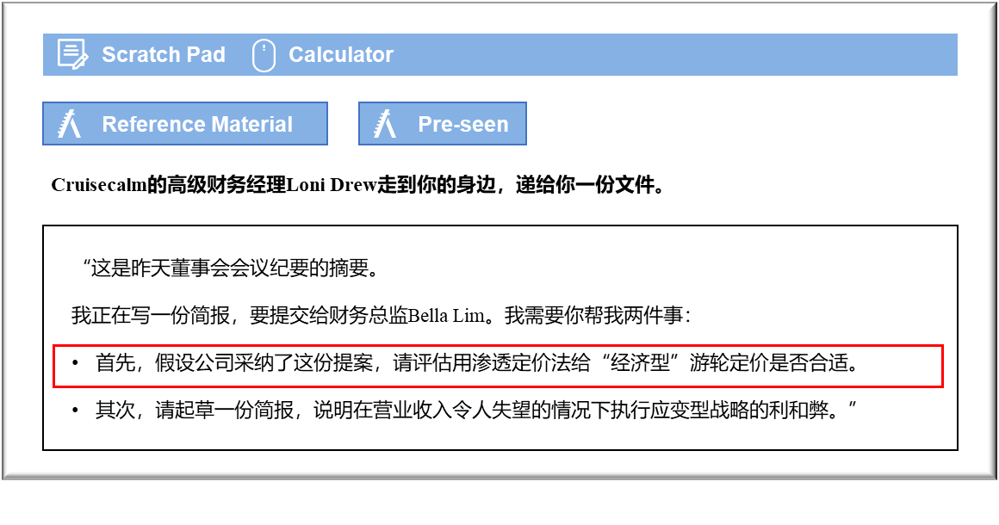 Scratch Pad Calculator
Reference Material Pre-seen
Cruisecalm的高级财务经理Loni Drew走到你的身边，递给你一份文件。
“这是昨天董事会会议纪要的摘要。
我正在写一份简报，要提交给财务总监Bella Lim。我需要你帮我两件事：
• 首先，假设公司采纳了这份提案，请评估用渗透定价法给“经济型”游轮定价是否合适。
• 其次，请起草一份简报，说明在营业收入令人失望的情况下执行应变型战略的利和弊。”